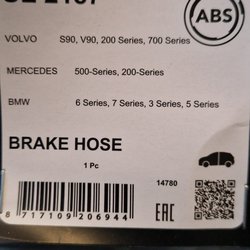 ABS
VOLVO S90, V90, 200 Series, 700 Series
MERCEDES 500-Series, 200-Series
BMW 6 Series, 7 Series, 3 Series, 5 Series
BRAKE HOSE
1 Pc
14780
8 717109 206944
EAC